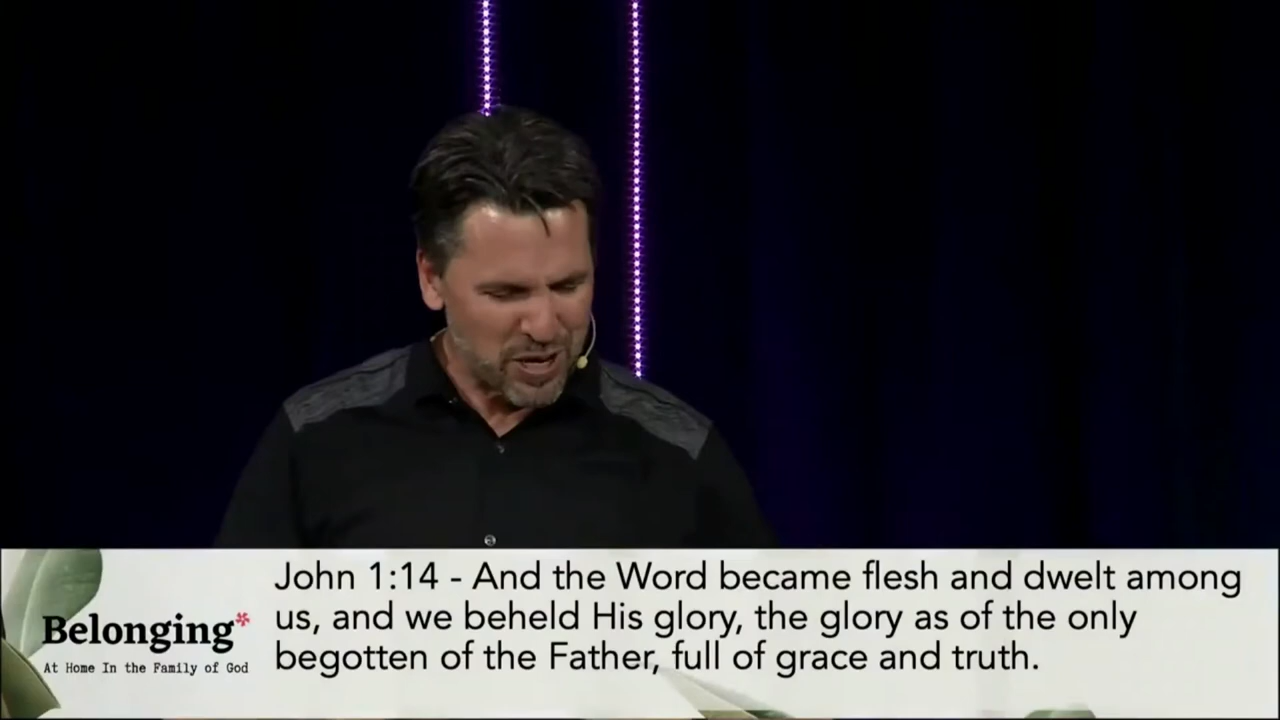 John 1:14 - And the Word became flesh and dwelt among
us, and we beheld His glory, the glory as of the only
begotten of the Father, full of grace and truth.
Belonging*
At Home In the Family of God